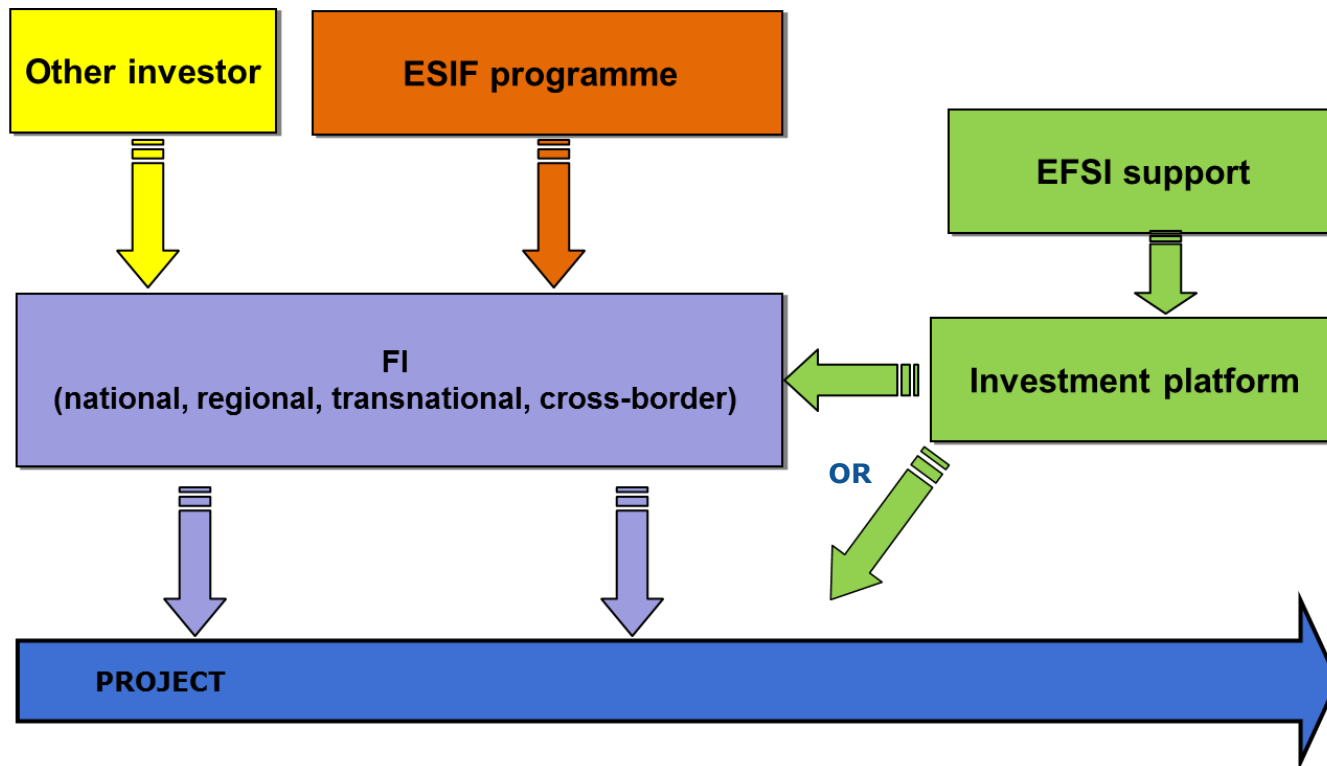 Other investor
ESIF programme
EFSI support
FI
(national, regional, transnational, cross-border)
Investment platform
OR
PROJECT